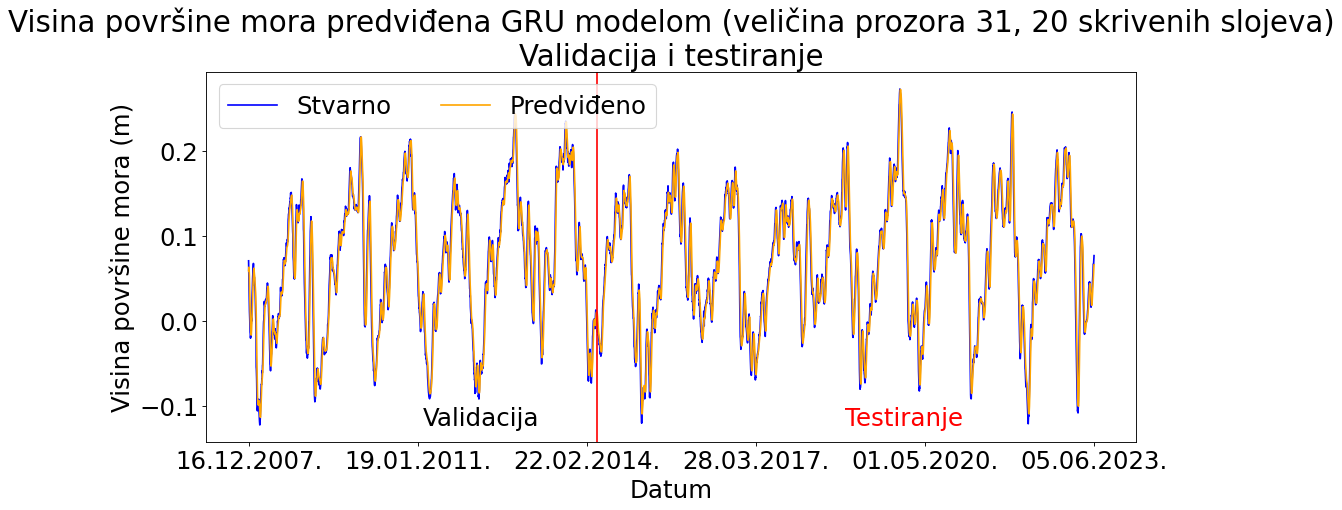 Visina površine mora predviđena GRU modelom (veličina prozora 31, 20 skrivenih slojeva)
Validacija i testiranje
Stvarno
Predviđeno
Visina površine mora (m)
0.2
0.1
0.0
−0.1
Validacija
Testiranje
16.12.2007.
19.01.2011.
22.02.2014.
28.03.2017.
01.05.2020.
05.06.2023.
Datum